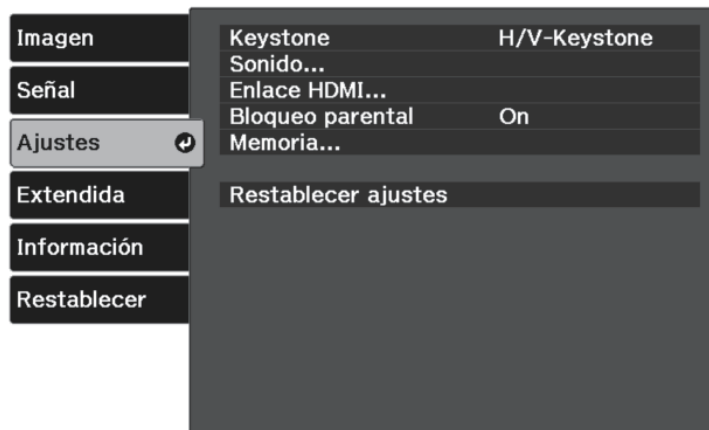 Imagen
Señal
Ajustes
Extendida
Información
Restablecer
Keystone H/V-Keystone
Sonido...
Enlace HDMI...
Bloqueo parental On
Memoria...
Restablecer ajustes